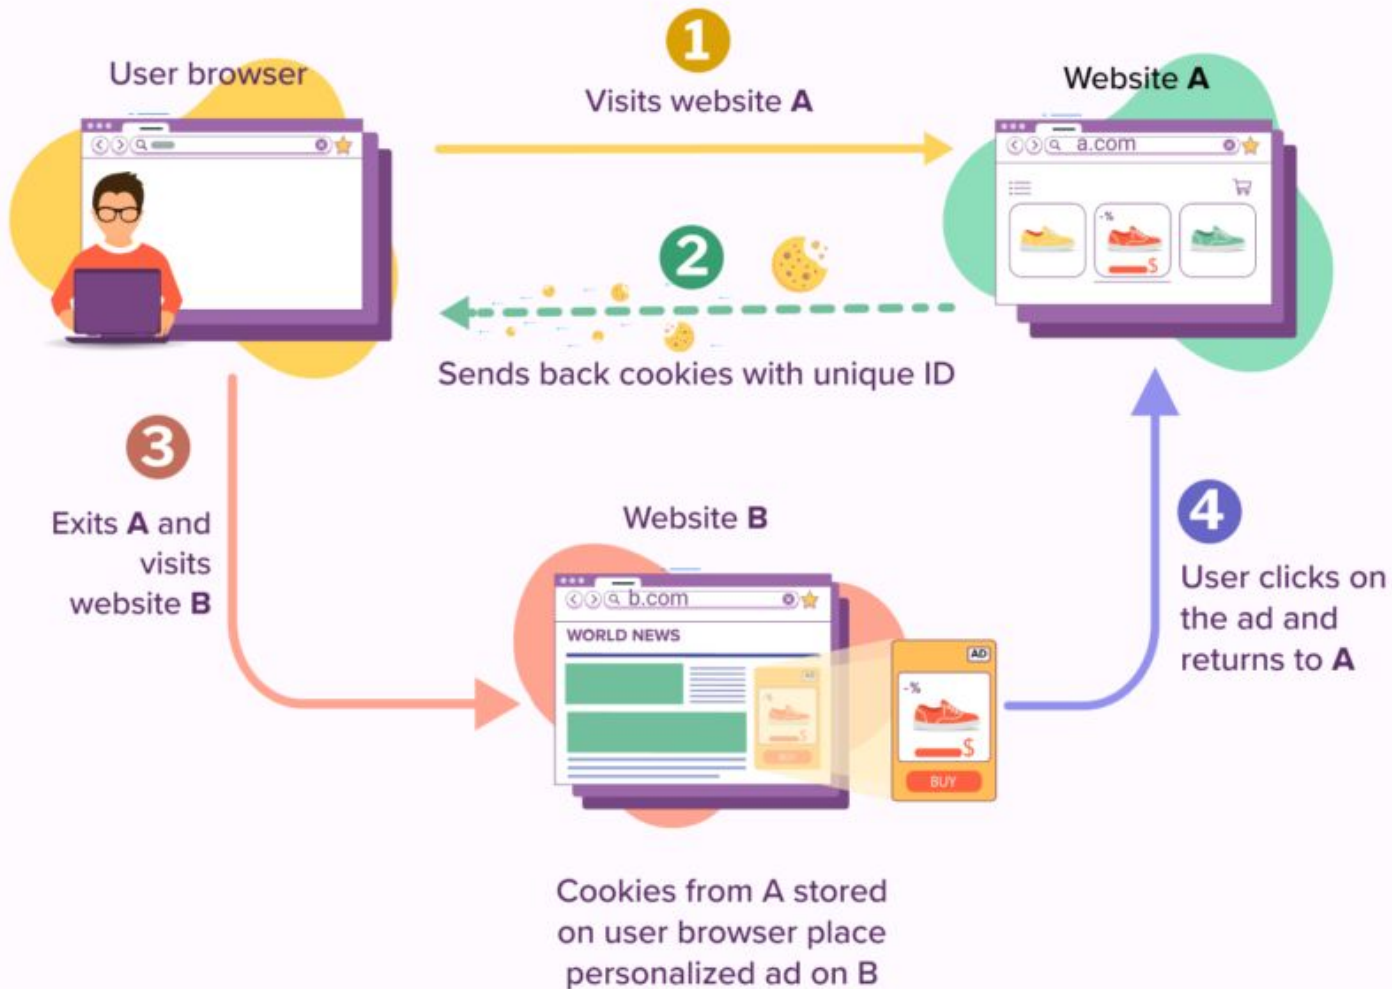 1
Visits website A
User browser
Website A
a.com
-%
$
2
Sends back cookies with unique ID
3
Exits A and
visits
website B
Website B
b.com
WORLD NEWS
AD
-%
$
BUY
AD
-%
$
BUY
4
User clicks on
the ad and
returns to A
Cookies from A stored
on user browser place
personalized ad on B